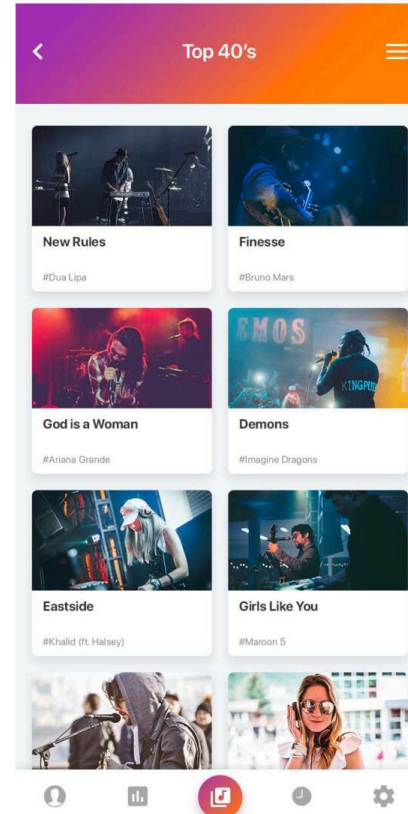 Top 40's
New Rules
#Dua Lipa
Finesse
#Bruno Mars
EMOS
God is a Woman
#Ariana Grande
Demons
#Imagine Dragons
Eastside
#Khalid (ft. Halsey)
Girls Like You
#Maroon 5